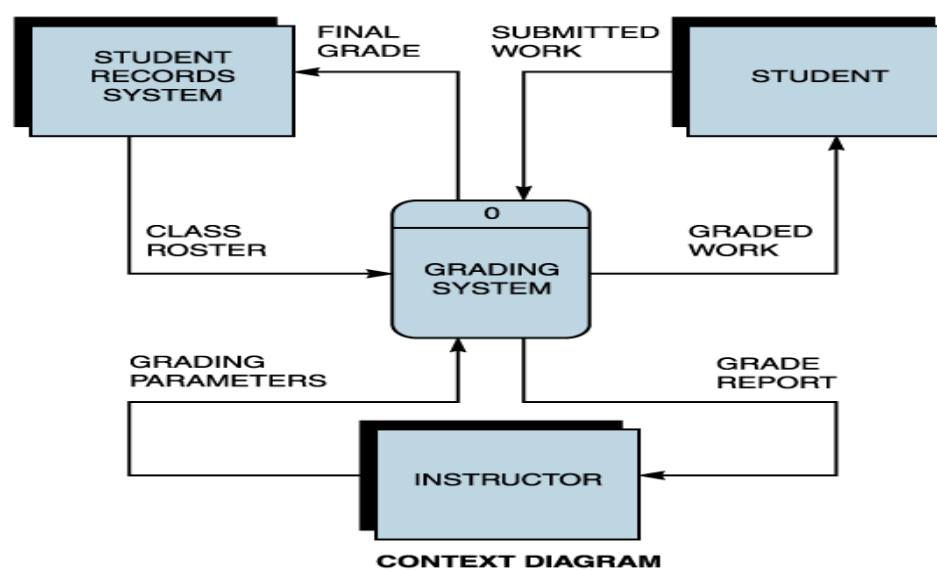 STUDENT
RECORDS
SYSTEM
FINAL
GRADE
SUBMITTED
WORK
STUDENT
CLASS
ROSTER
0
GRADING
SYSTEM
GRADED
WORK
GRADING
PARAMETERS
GRADE
REPORT
INSTRUCTOR
CONTEXT DIAGRAM